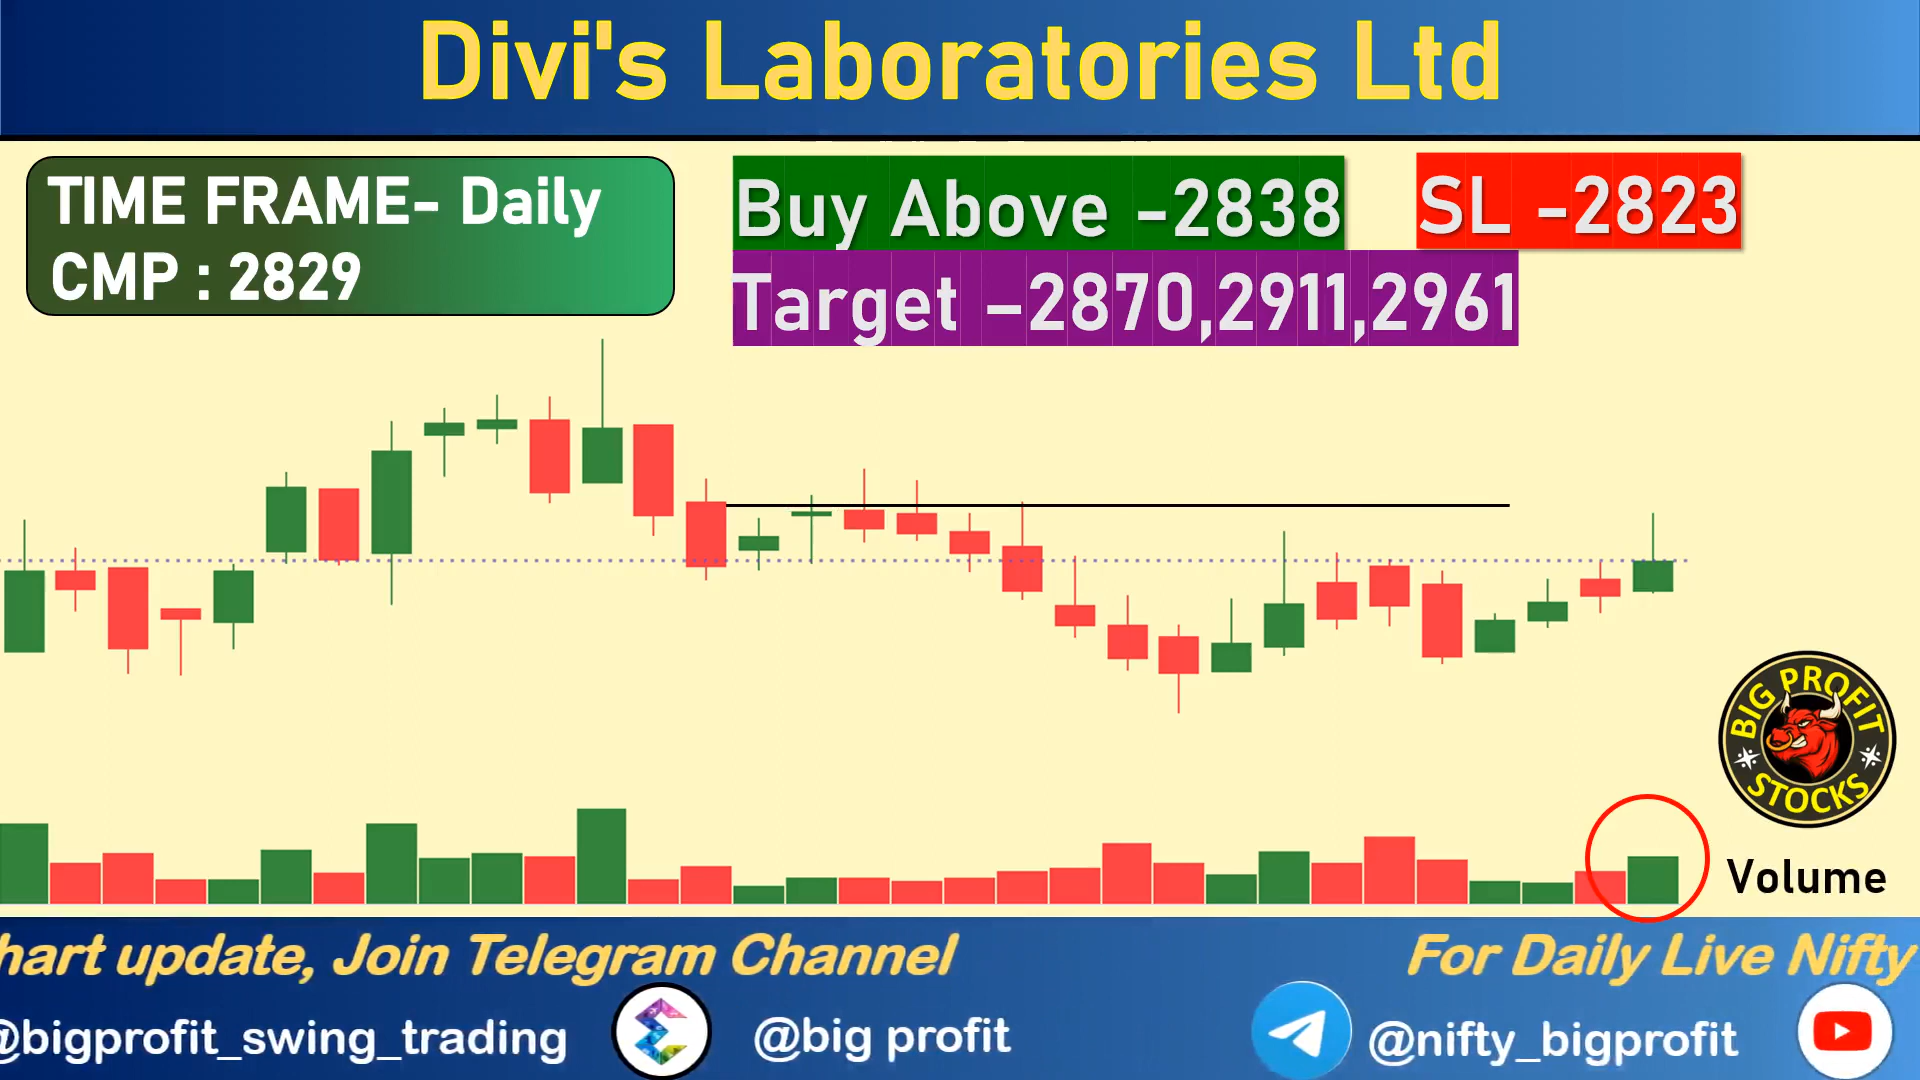 Divi's Laboratories Ltd
TIME FRAME- Daily
CMP : 2829
Buy Above -2838
SL -2823
Target -2870,2911,2961
BIG PROFIT
STOCKS
Volume
hart update, Join Telegram Channel
For Daily Live Nifty
@bigprofit_swing_trading
@big profit
@nifty_bigprofit